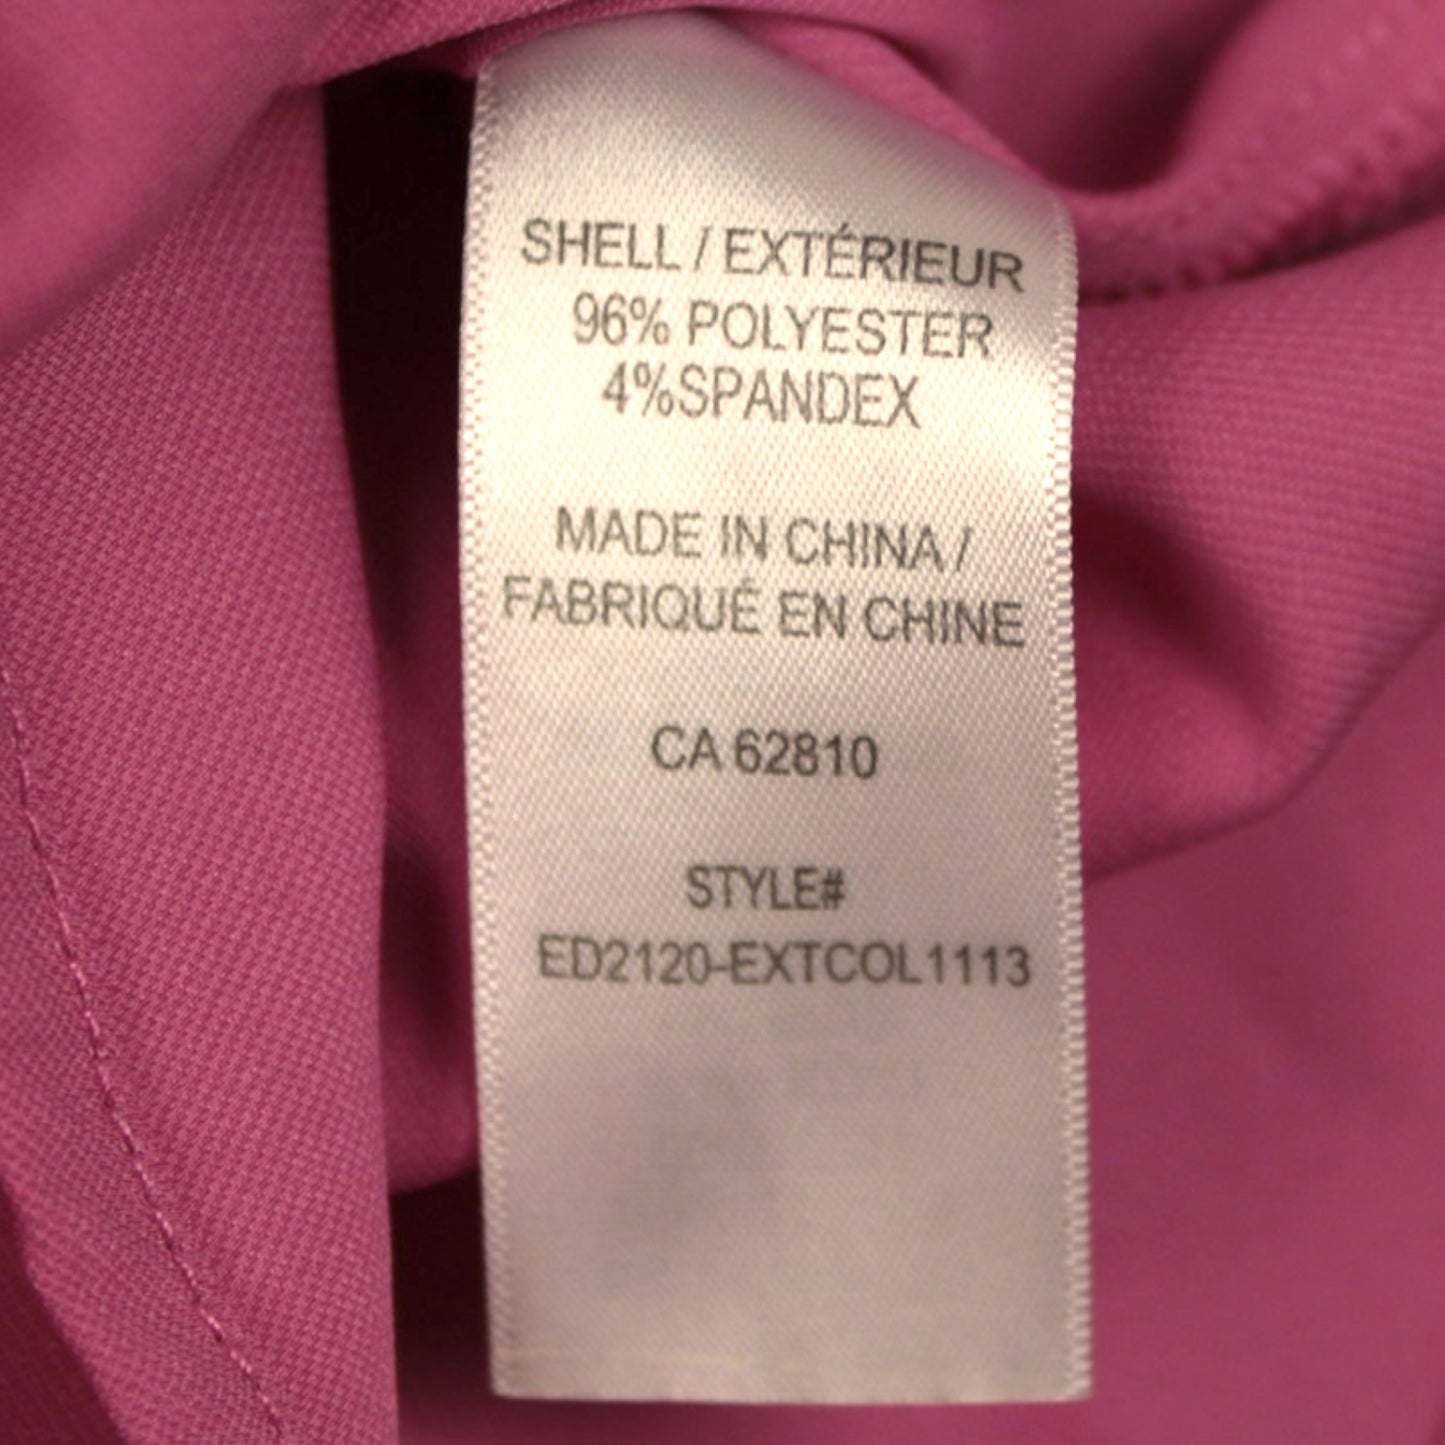 SHELL / EXTÉRIEUR
96% POLYESTER
4%SPANDEX
MADE IN CHINA /
FABRIQUÉ EN CHINE
CA 62810
STYLE#
ED2120-EXTCOL1113